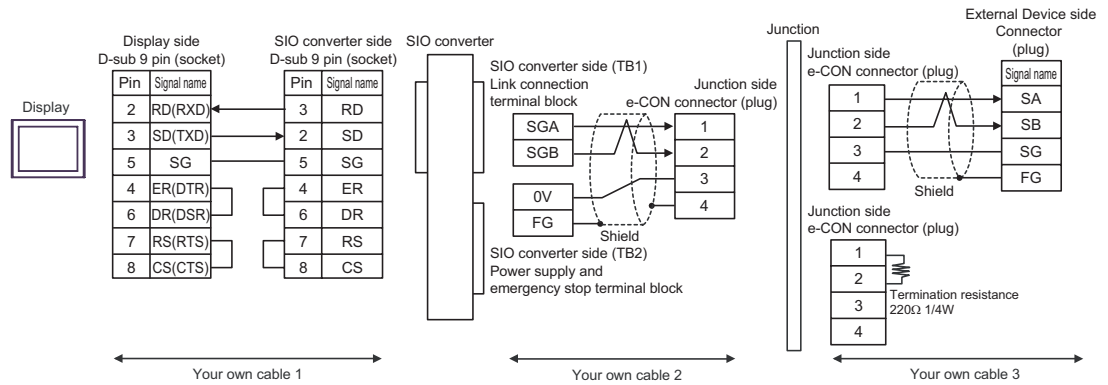 Display
Display side
D-sub 9 pin (socket)
Pin Signal name
2 RD(RXD)
3 SD(TXD)
5 SG
4 ER(DTR)
6 DR(DSR)
7 RS(RTS)
8 CS(CTS)
SIO converter side
D-sub 9 pin (socket)
Pin Signal name
3 RD
2 SD
5 SG
4 ER
6 DR
7 RS
8 CS
Your own cable 1
SIO converter
SIO converter side (TB1)
Link connection
terminal block
SGA
SGB
0V
FG
Shield
SIO converter side (TB2)
Power supply and
emergency stop terminal block
Junction side
e-CON connector (plug)
1
2
3
4
Your own cable 2
Junction
Junction side
e-CON connector (plug)
1
2
3
4
Shield
External Device side
Connector
(plug)
Signal name
SA
SB
SG
FG
Junction side
e-CON connector (plug)
1
2
3
4
Termination resistance
220Ω 1/4W
Your own cable 3